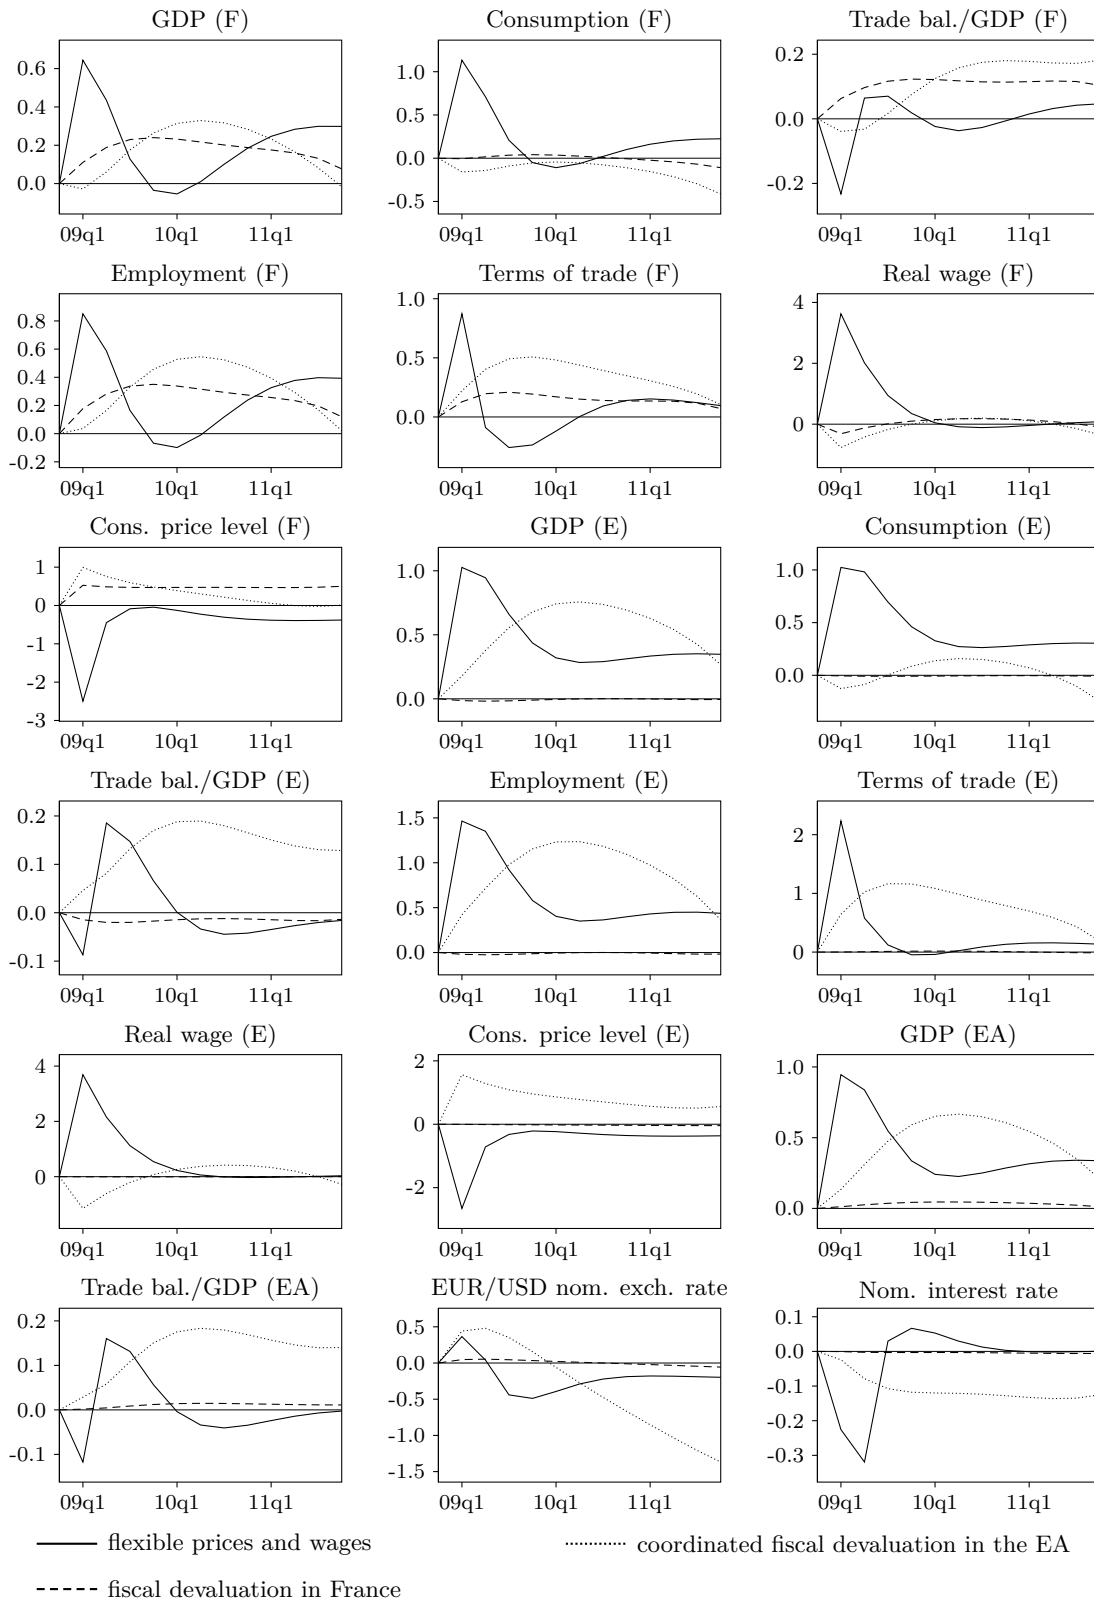 GDP (F)
Consumption (F)
Trade bal./GDP (F)
0.6
0.4
0.2
0.0
1.0
0.5
0.0
-0.5
0.2
0.0
-0.2
09q1 10q1 11q1
09q1 10q1 11q1
09q1 10q1 11q1
Employment (F)
Terms of trade (F)
Real wage (F)
0.8
0.6
0.4
0.2
0.0
-0.2
1.0
0.5
0.0
4
2
0
09q1 10q1 11q1
09q1 10q1 11q1
09q1 10q1 11q1
Cons. price level (F)
GDP (E)
Consumption (E)
1
0
-1
-2
-3
1.0
0.5
0.0
1.0
0.5
0.0
09q1 10q1 11q1
09q1 10q1 11q1
09q1 10q1 11q1
Trade bal./GDP (E)
Employment (E)
Terms of trade (E)
0.2
0.1
0.0
-0.1
1.5
1.0
0.5
0.0
2
1
0
09q1 10q1 11q1
09q1 10q1 11q1
09q1 10q1 11q1
Real wage (E)
Cons. price level (E)
GDP (EA)
4
2
0
2
0
-2
1.0
0.5
0.0
09q1 10q1 11q1
09q1 10q1 11q1
09q1 10q1 11q1
Trade bal./GDP (EA)
EUR/USD nom. exch. rate
Nom. interest rate
0.2
0.1
0.0
-0.1
0.5
0.0
-0.5
-1.0
-1.5
0.1
0.0
-0.1
-0.2
-0.3
09q1 10q1 11q1
09q1 10q1 11q1
09q1 10q1 11q1
flexible prices and wages
coordinated fiscal devaluation in the EA
fiscal devaluation in France